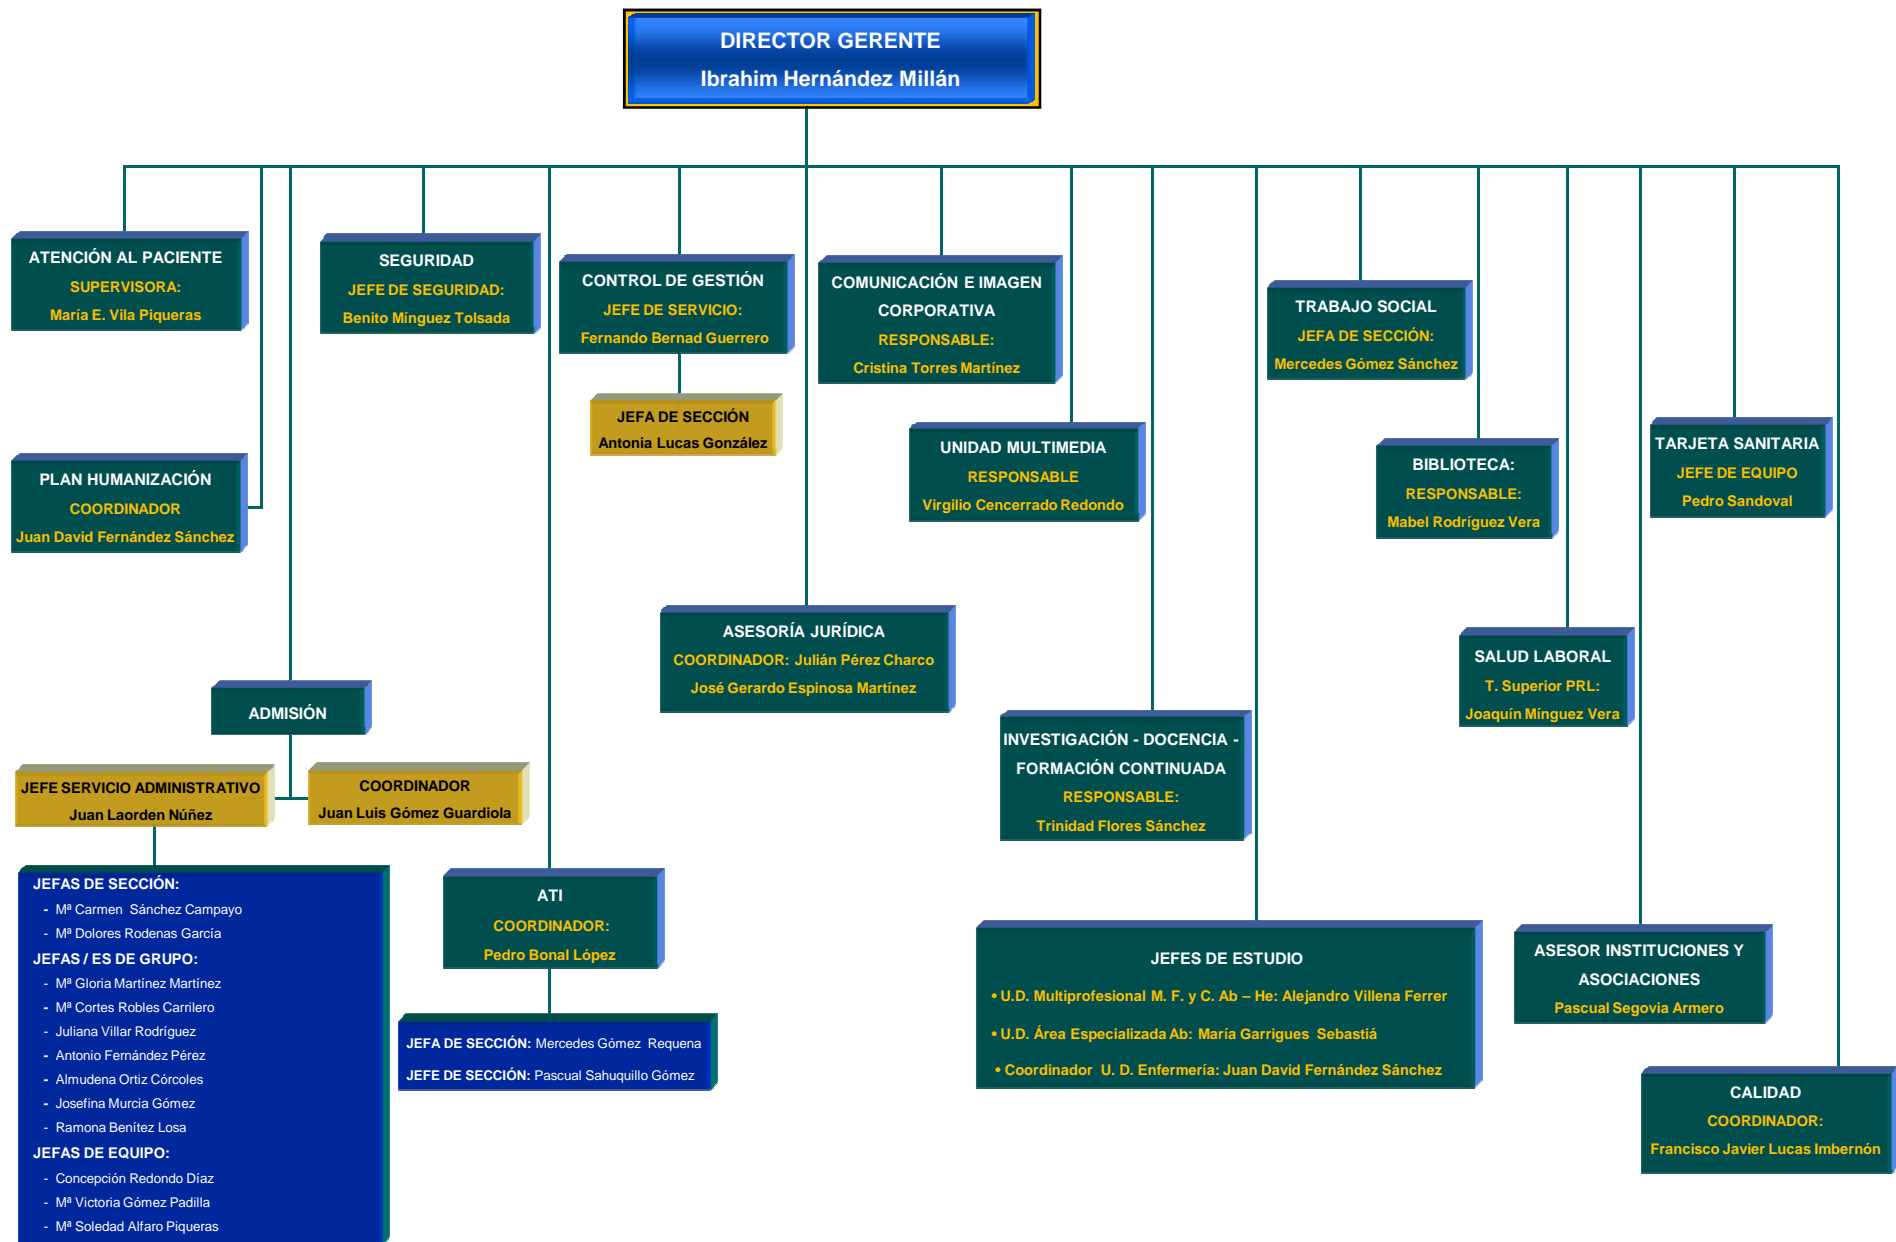 DIRECTOR GERENTE
Ibrahim Hernández Millán
ATENCIÓN AL PACIENTE
SUPERVISORA:
María E. Vila Piqueras
SEGURIDAD
JEFE DE SEGURIDAD:
Benito Mínguez Tolsada
CONTROL DE GESTIÓN
JEFE DE SERVICIO:
Fernando Bernad Guerrero
JEFA DE SECCIÓN
Antonia Lucas González
COMUNICACIÓN E IMAGEN
CORPORATIVA
RESPONSABLE:
Cristina Torres Martínez
TRABAJO SOCIAL
JEFA DE SECCIÓN:
Mercedes Gómez Sánchez
PLAN HUMANIZACIÓN
COORDINADOR
Juan David Fernández Sánchez
UNIDAD MULTIMEDIA
RESPONSABLE
Virgilio Cencerrado Redondo
BIBLIOTECA:
RESPONSABLE:
Mabel Rodríguez Vera
TARJETA SANITARIA
JEFE DE EQUIPO
Pedro Sandoval
ASESORÍA JURÍDICA
COORDINADOR: Julián Pérez Charco
José Gerardo Espinosa Martínez
SALUD LABORAL
T. Superior PRL:
Joaquín Mínguez Vera
ADMISIÓN
JEFE SERVICIO ADMINISTRATIVO
Juan Laorden Núñez
COORDINADOR
Juan Luis Gómez Guardiola
INVESTIGACIÓN - DOCENCIA -
FORMACIÓN CONTINUADA
RESPONSABLE:
Trinidad Flores Sánchez
JEFAS DE SECCIÓN:
- Mª Carmen Sánchez Campayo
- Mª Dolores Rodenas García
JEFAS / ES DE GRUPO:
- Mª Gloria Martínez Martínez
- Mª Cortes Robles Carrilero
- Juliana Villar Rodríguez
- Antonio Fernández Pérez
- Almudena Ortiz Córcoles
- Josefina Murcia Gómez
- Ramona Benítez Losa
JEFAS DE EQUIPO:
- Concepción Redondo Díaz
- Mª Victoria Gómez Padilla
- Mª Soledad Alfaro Piqueras
ATI
COORDINADOR:
Pedro Bonal López
JEFA DE SECCIÓN: Mercedes Gómez Requena
JEFE DE SECCIÓN: Pascual Sahuquillo Gómez
JEFES DE ESTUDIO
• U.D. Multiprofesional M. F. y C. Ab – He: Alejandro Villena Ferrer
• U.D. Área Especializada Ab: María Garrigues Sebastiá
• Coordinador U. D. Enfermería: Juan David Fernández Sánchez
ASESOR INSTITUCIONES Y
ASOCIACIONES
Pascual Segovia Armero
CALIDAD
COORDINADOR:
Francisco Javier Lucas Imbernón